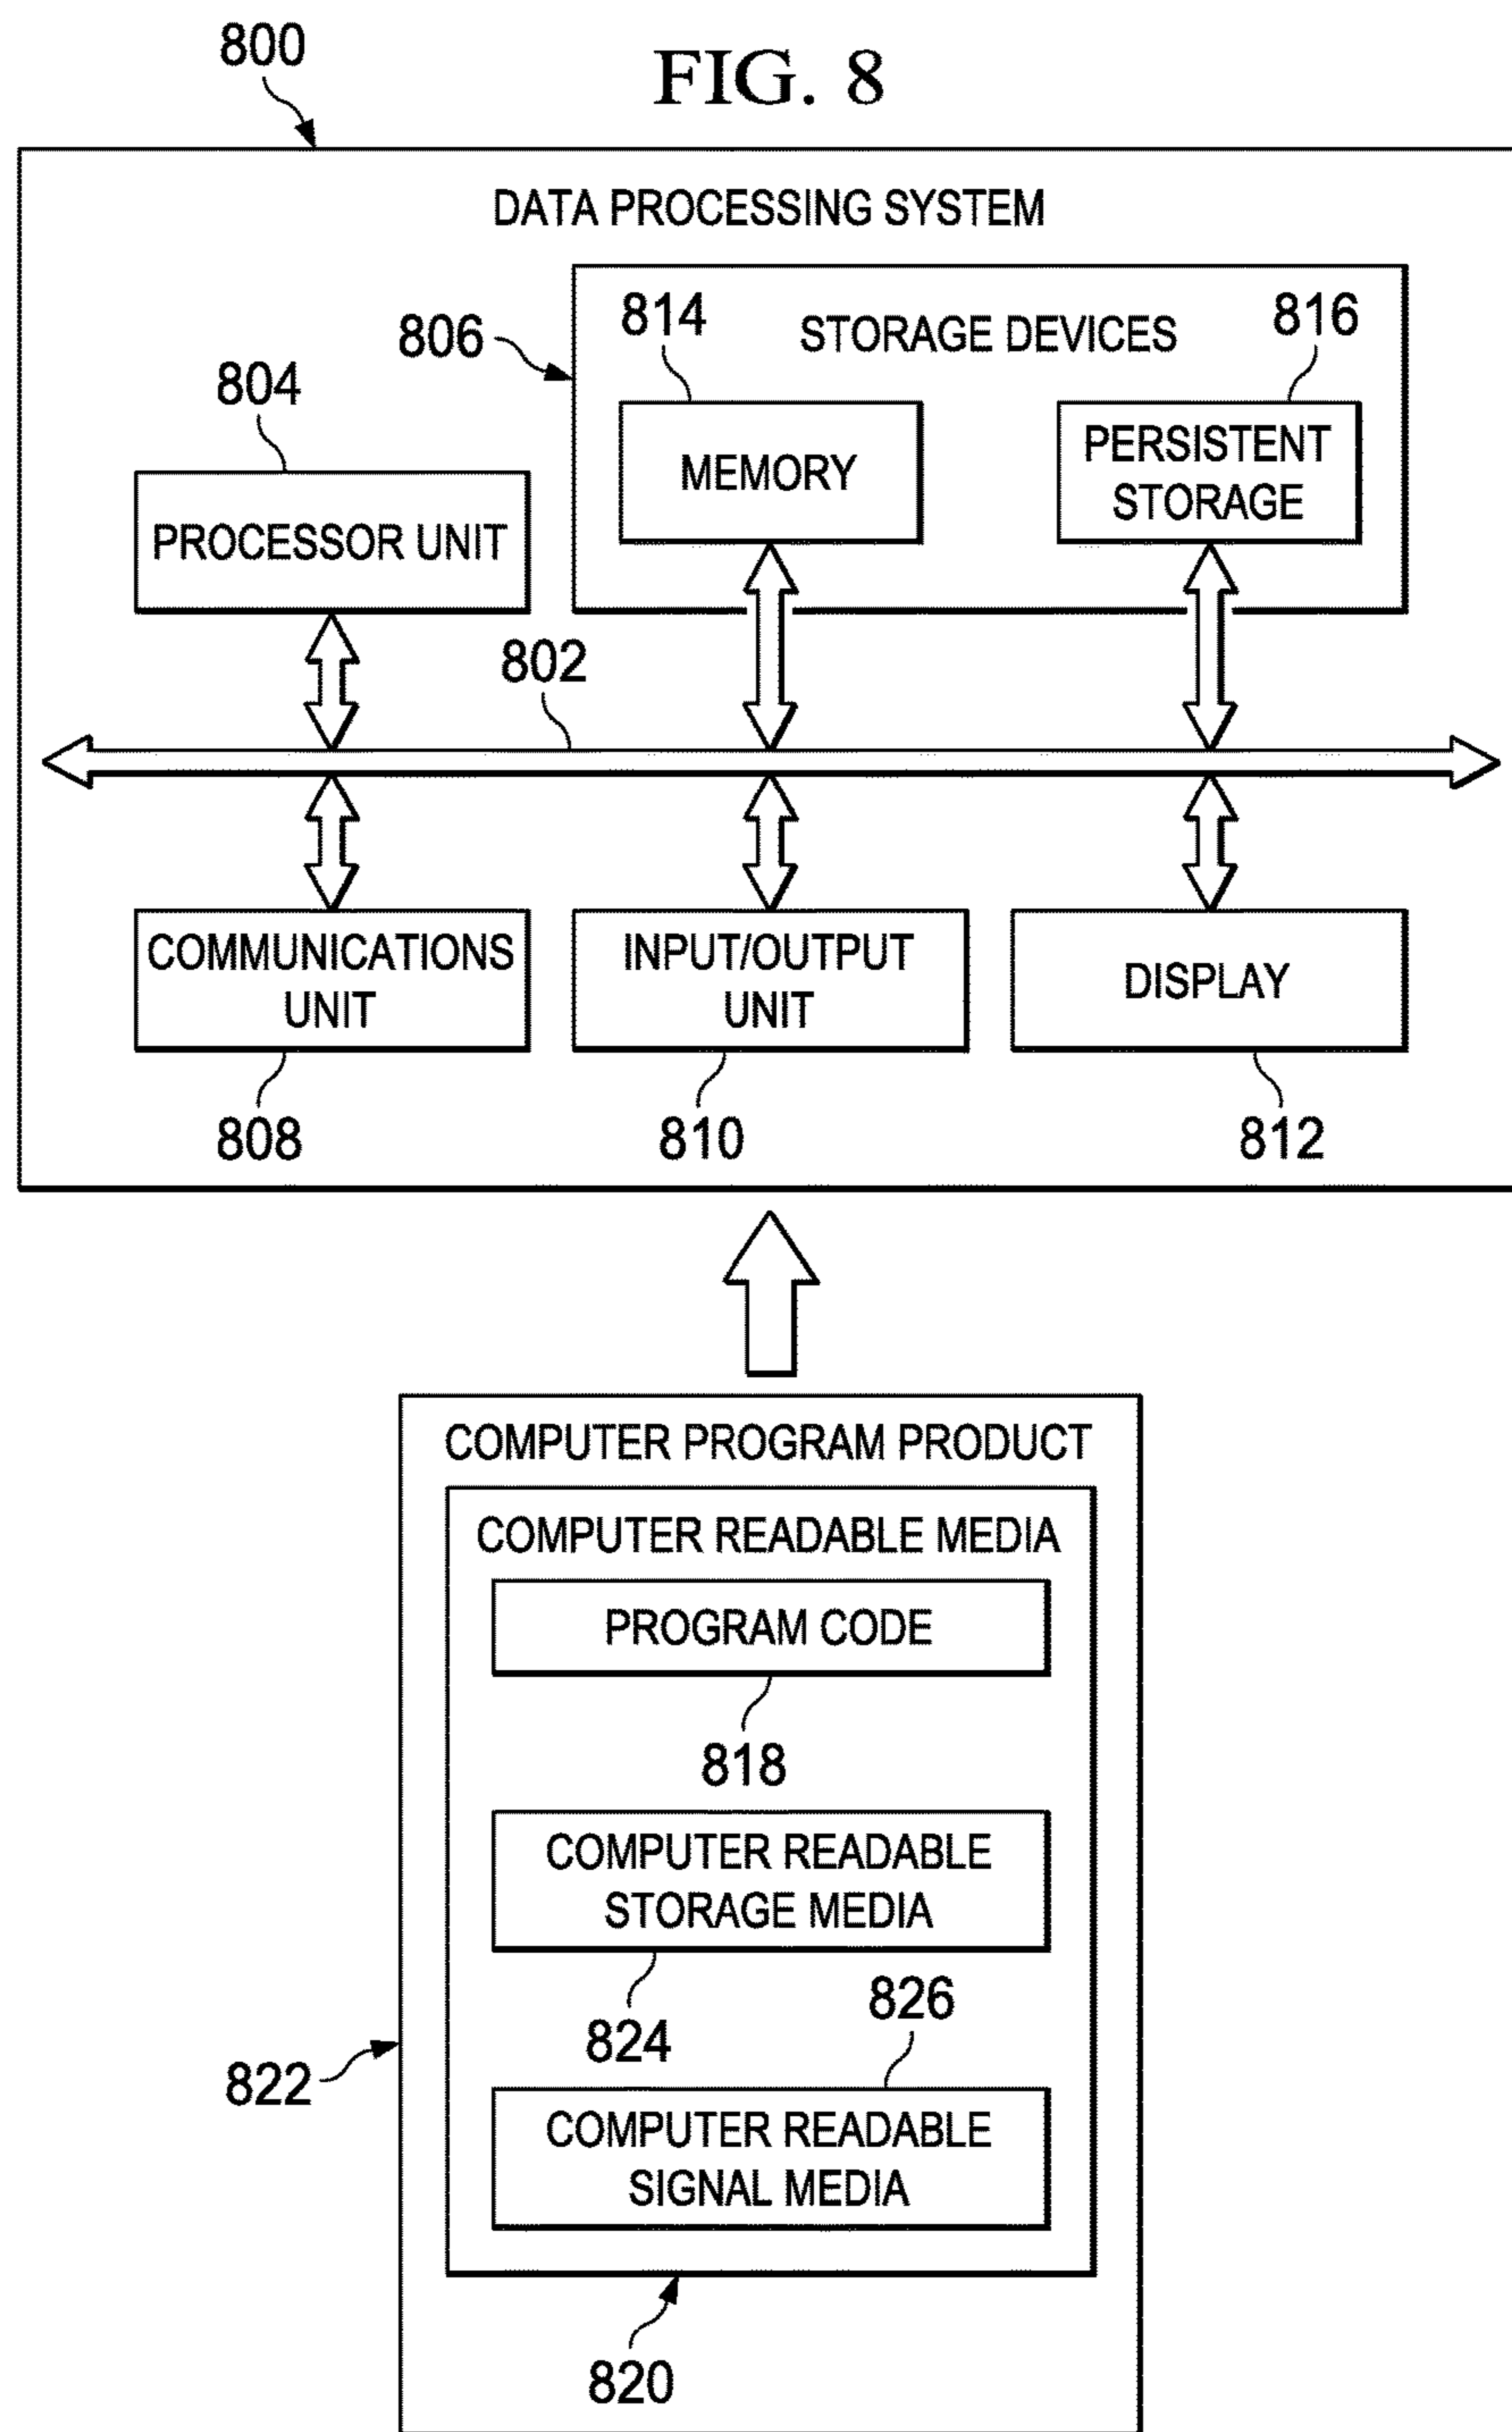 800
FIG. 8
DATA PROCESSING SYSTEM
806
814
STORAGE DEVICES
816
804
MEMORY
PERSISTENT
STORAGE
PROCESSOR UNIT
802
COMMUNICATIONS
UNIT
INPUT/OUTPUT
UNIT
DISPLAY
808
810
812
COMPUTER PROGRAM PRODUCT
COMPUTER READABLE MEDIA
PROGRAM CODE
818
COMPUTER READABLE
STORAGE MEDIA
824
826
822
COMPUTER READABLE
SIGNAL MEDIA
820